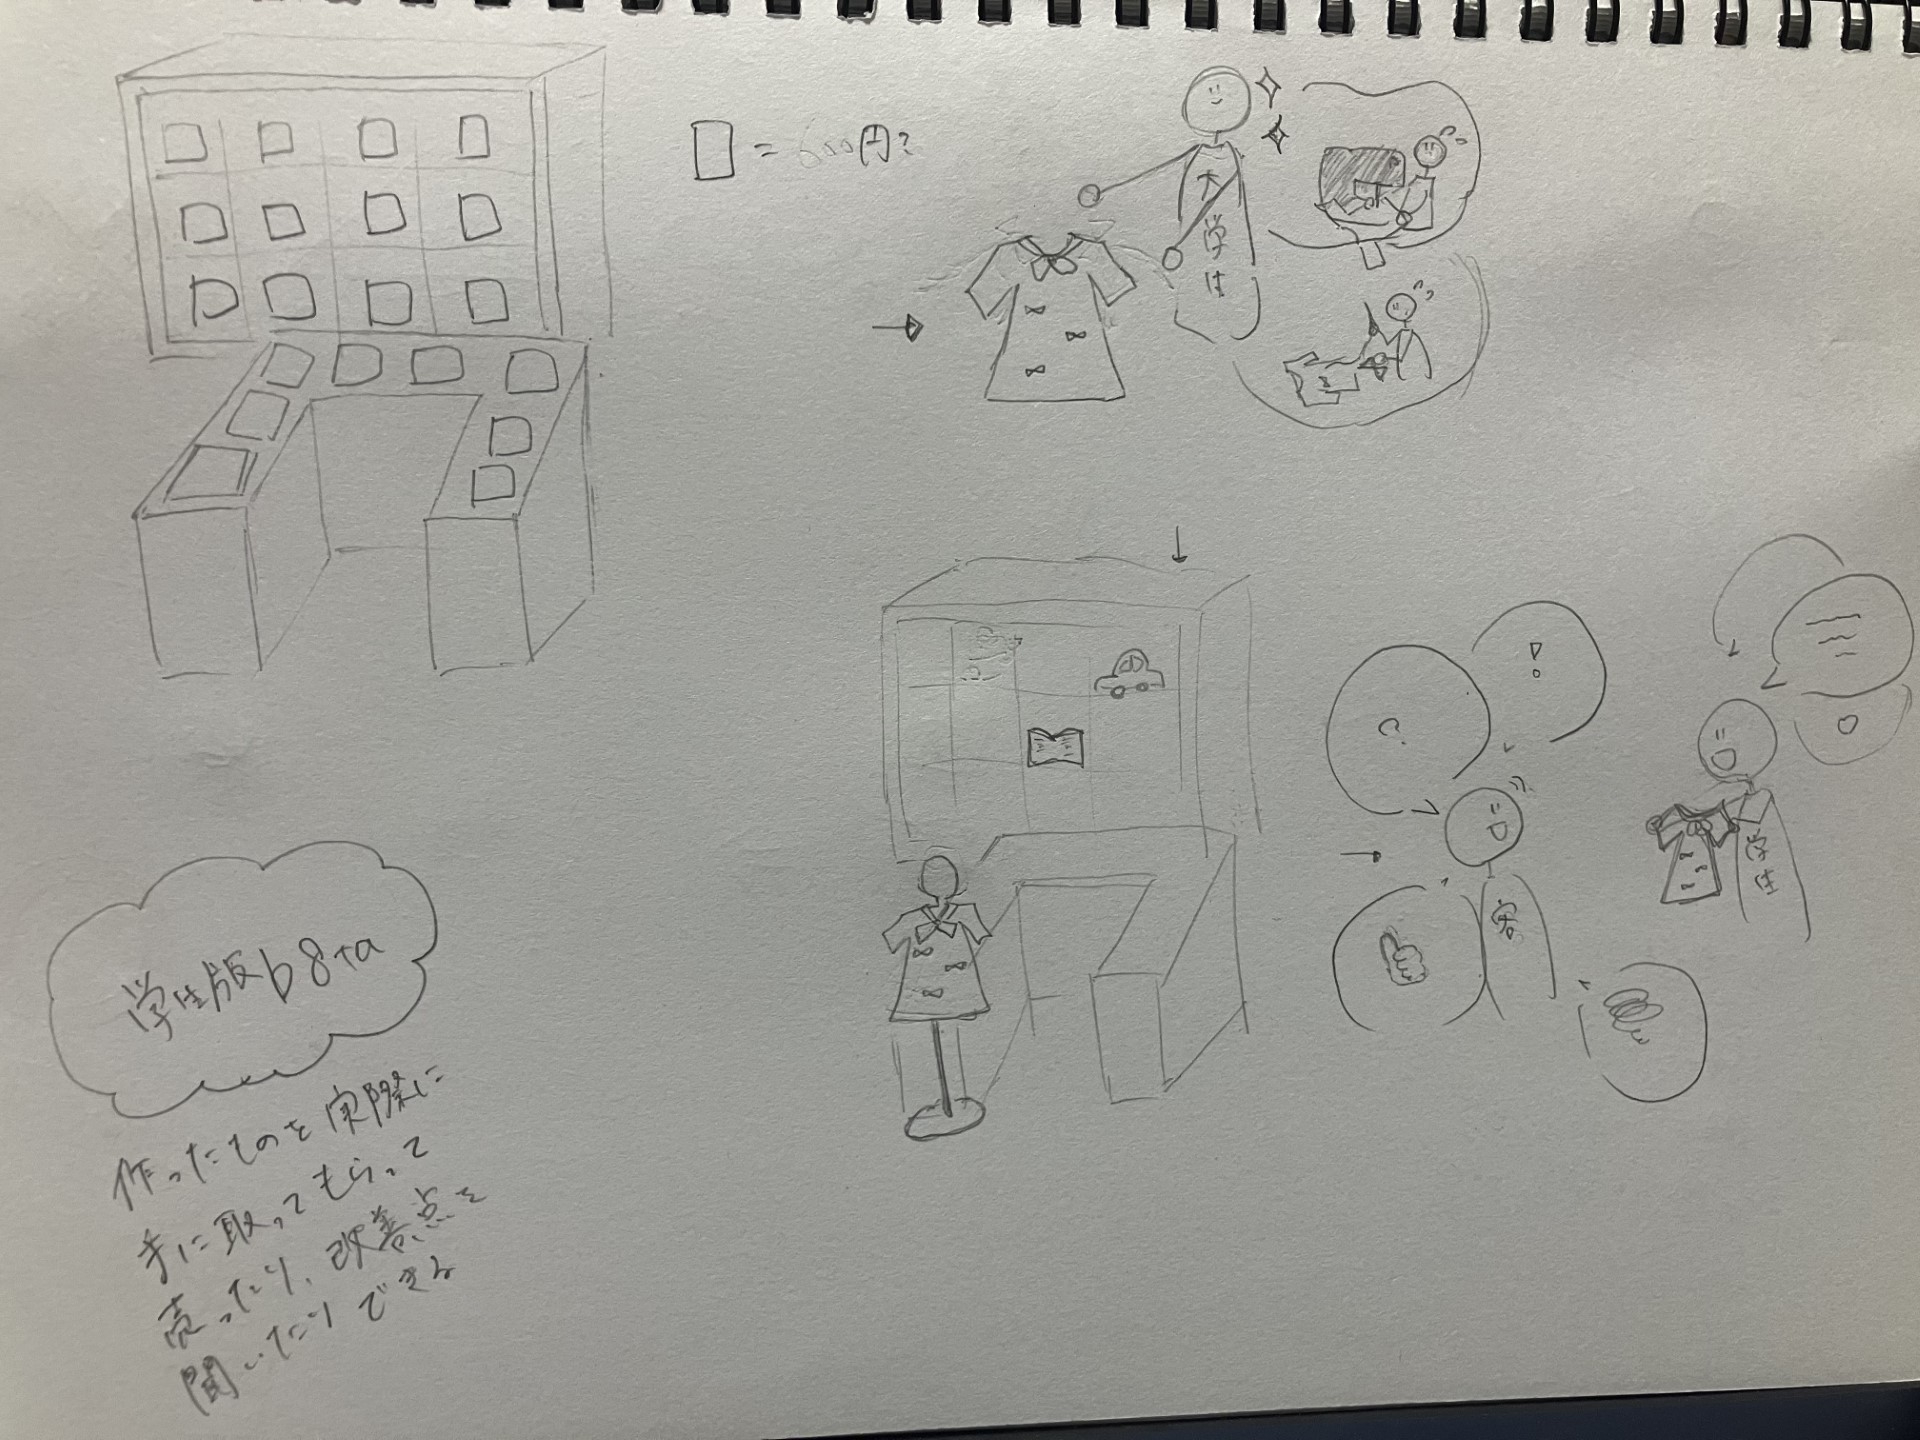 = 600円?
大学生
学生版b8ta
作ったものを実際に
手に取ってもらって
売ったり、改善点を
聞いたりできる
?
!
客
学生